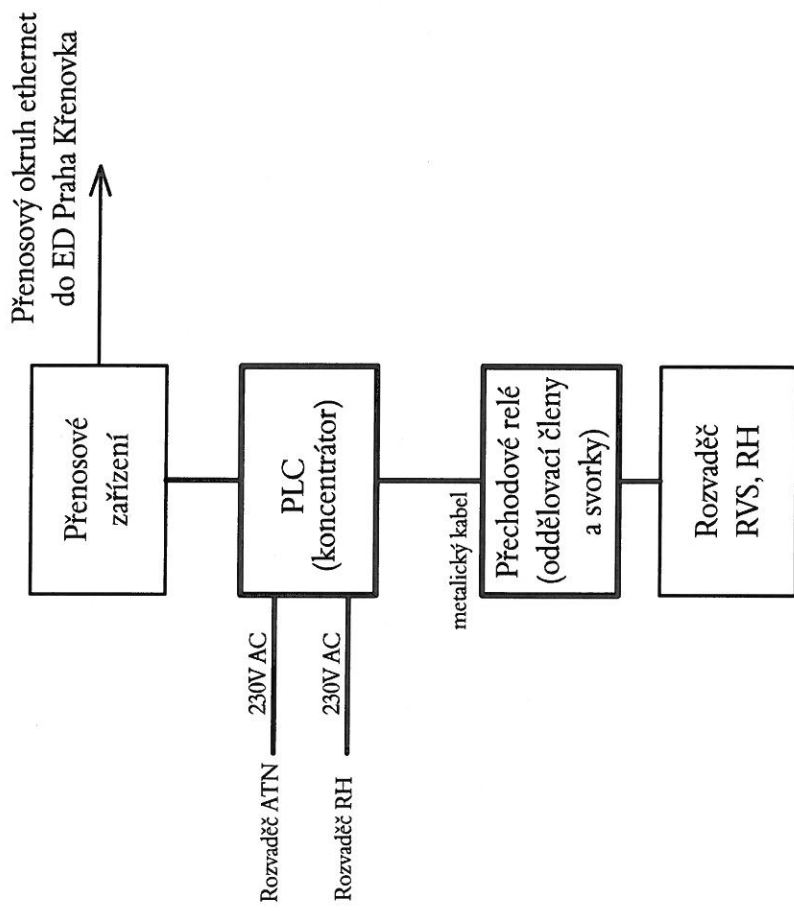 Přenosový okruh ethernet
do ED Praha Křenovka
Přenosové
zařízení
PLC
(koncentrátor)
230V AC
Rozvaděč ATN
230V AC
Rozvaděč RH
metalický kabel
Přechodové relé
(oddělovací členy
a svorky)
Rozvaděč
RVS, RH